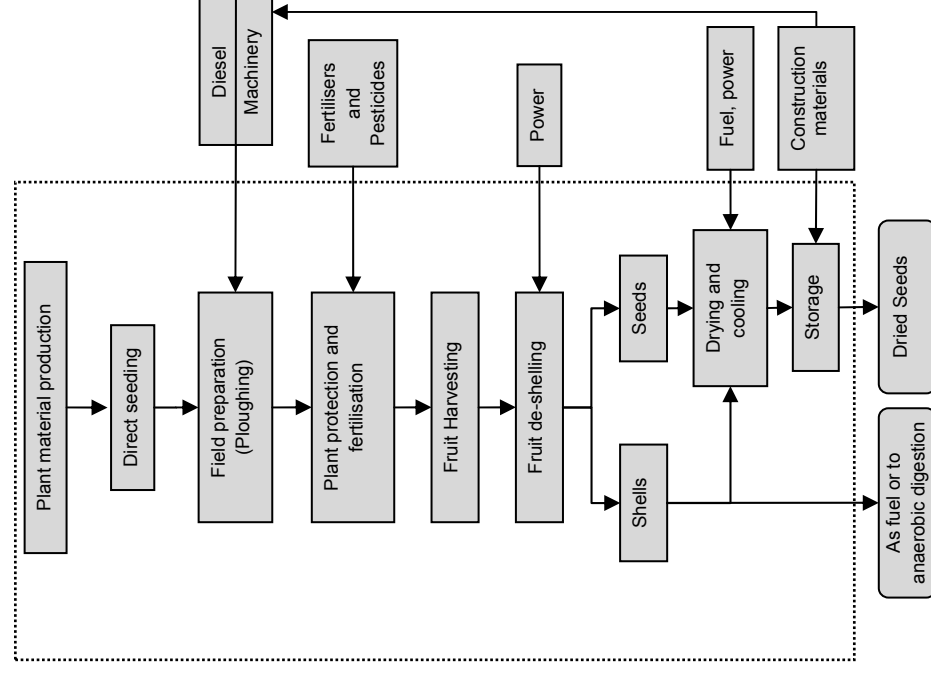 Plant material production
Direct seeding
Field preparation
(Ploughing)
Diesel
Machinery
Plant protection and
fertilisation
Fertilisers
and
Pesticides
Fruit Harvesting
Fruit de-shelling
Power
Shells
Seeds
Drying and
cooling
Fuel, power
Storage
Construction
materials
As fuel or to
anaerobic digestion
Dried Seeds